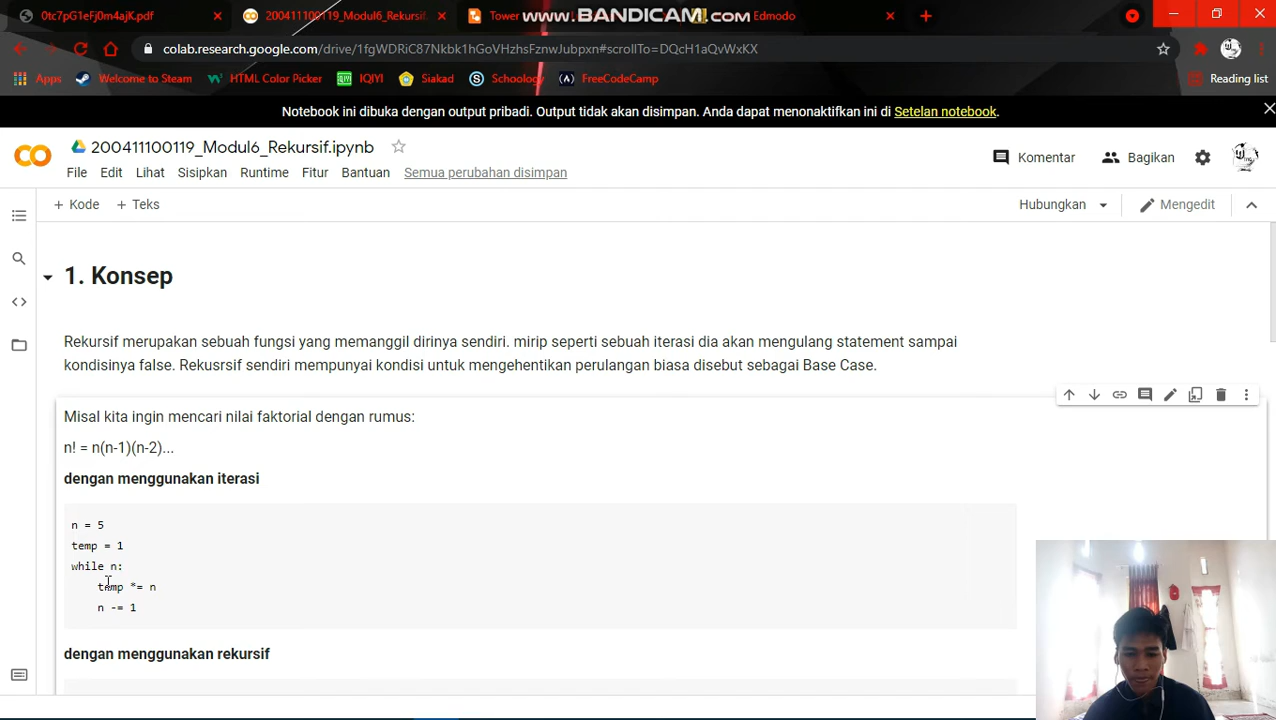 0tc7pG1eFj0m4ajK.pdf
200411100119_Modul6_Rekursif
Tower
Edmodo
www.BANDICAM.com
colab.research.google.com/drive/1fgWDRiC87Nkbk1hGoVHzhsFznwJubpxn#scrollTo=DQcH1aQvWxKX
Apps Welcome to Steam HTML Color Picker IQIYI Siakad Schoology FreeCodeCamp Reading list
Notebook ini dibuka dengan output pribadi. Output tidak akan disimpan. Anda dapat menonaktifkan ini di Setelan notebook.
200411100119_Modul6_Rekursif.ipynb
Komentar Bagikan
File Edit Lihat Sisipkan Runtime Fitur Bantuan Semua perubahan disimpan
+ Kode + Teks Hubungkan Mengedit
1. Konsep
Rekursif merupakan sebuah fungsi yang memanggil dirinya sendiri. mirip seperti sebuah iterasi dia akan mengulang statement sampai
kondisinya false. Rekusrsif sendiri mempunyai kondisi untuk mengehentikan perulangan biasa disebut sebagai Base Case.
Misal kita ingin mencari nilai faktorial dengan rumus:
n! = n(n-1)(n-2)...
dengan menggunakan iterasi
n = 5
temp = 1
while n:
temp *= n
n -= 1
dengan menggunakan rekursif